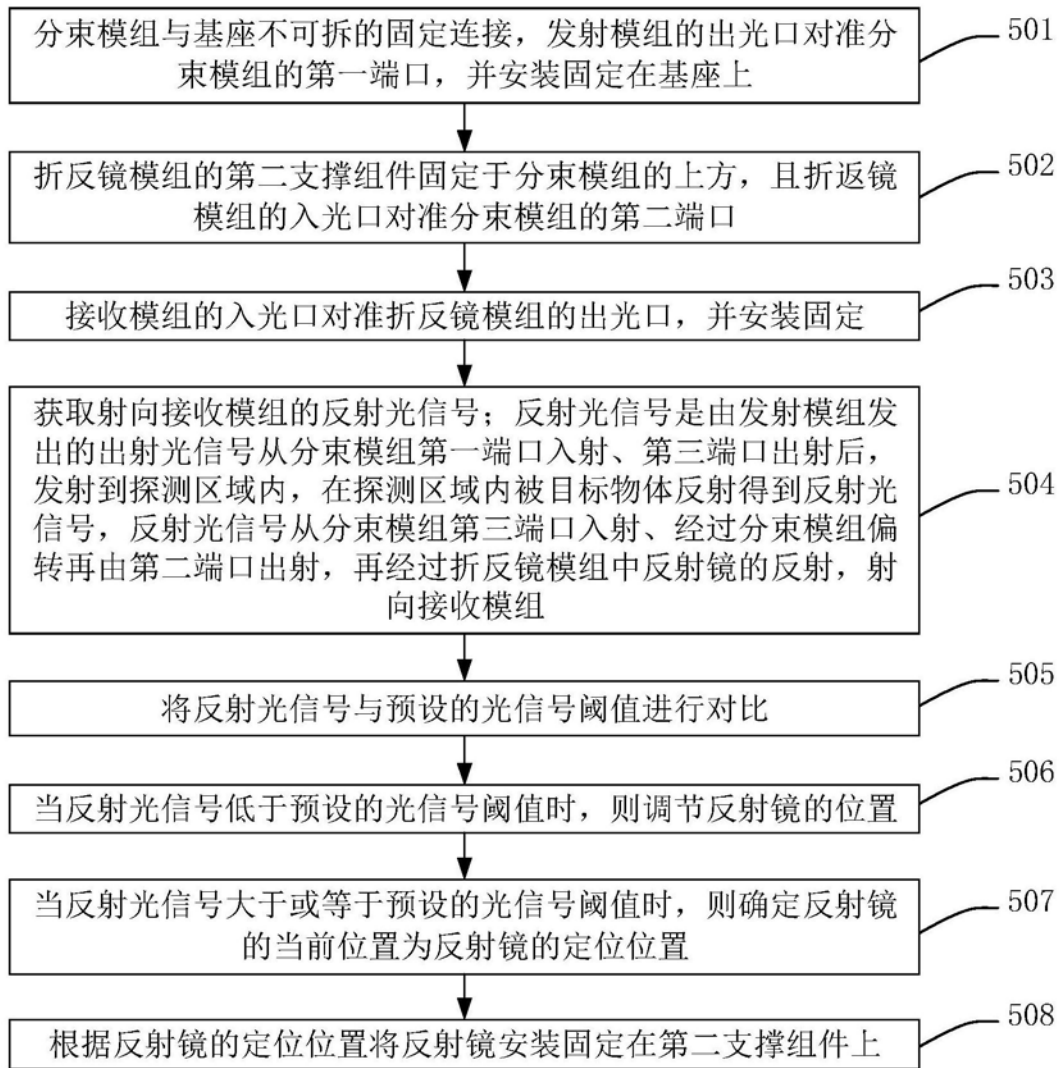 分束模组与基座不可拆的固定连接，发射模组的出光口对准分
束模组的第一端口，并安装固定在基座上
501
折反镜模组的第二支撑组件固定于分束模组的上方，且折返镜
模组的入光口对准分束模组的第二端口
502
接收模组的入光口对准折反镜模组的出光口，并安装固定
503
获取射向接收模组的反射光信号；反射光信号是由发射模组发
出的出射光信号从分束模组第一端口入射、第三端口出射后，
发射到探测区域内，在探测区域内被目标物体反射得到反射光
信号，反射光信号从分束模组第三端口入射、经过分束模组偏
转再由第二端口出射，再经过折反镜模组中反射镜的反射，射
向接收模组
504
将反射光信号与预设的光信号阈值进行对比
505
当反射光信号低于预设的光信号阈值时，则调节反射镜的位置
506
当反射光信号大于或等于预设的光信号阈值时，则确定反射镜
的当前位置为反射镜的定位位置
507
根据反射镜的定位位置将反射镜安装固定在第二支撑组件上
508